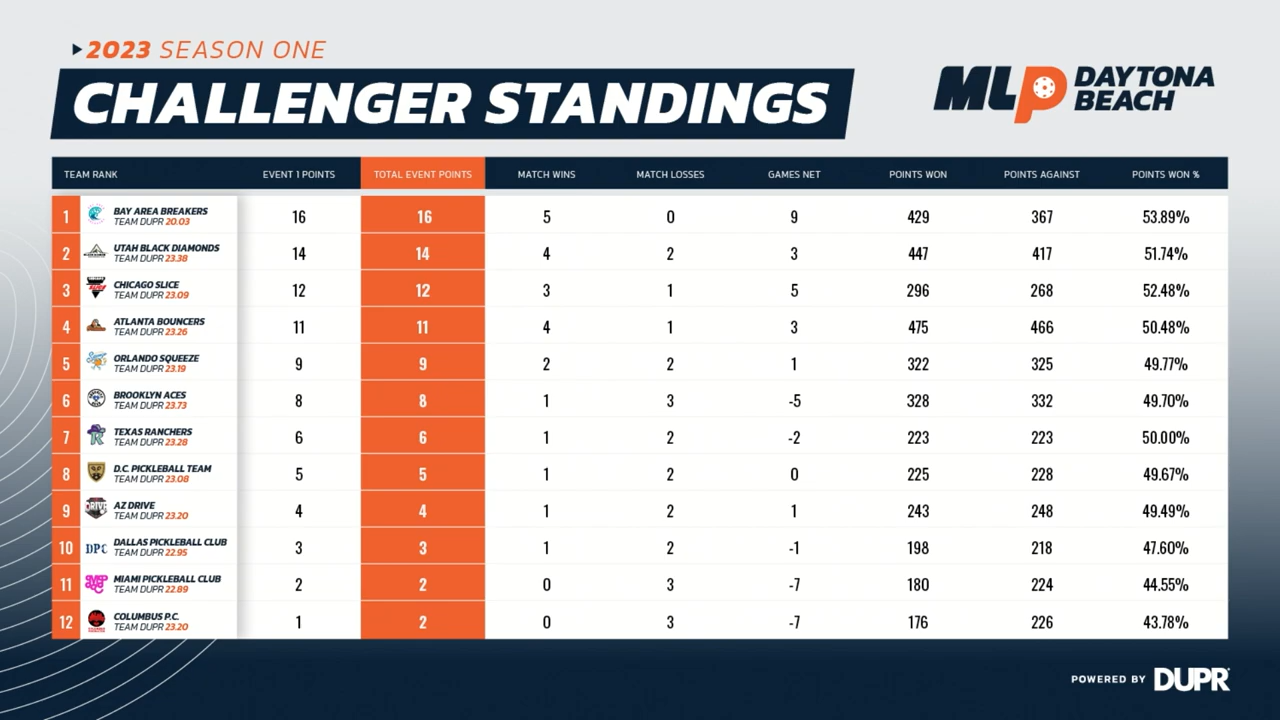 2023 SEASON ONE
CHALLENGER STANDINGS
MLP DAYTONA BEACH
TEAM RANK EVENT 1 POINTS TOTAL EVENT POINTS MATCH WINS MATCH LOSSES GAMES NET POINTS WON POINTS AGAINST POINTS WON %
1 BAY AREA BREAKERS 16 16 5 0 9 429 367 53.89%
TEAM DUPR 20.03
2 UTAH BLACK DIAMONDS 14 14 4 2 3 447 417 51.74%
TEAM DUPR 23.38
3 CHICAGO SLICE 12 12 3 1 5 296 268 52.48%
TEAM DUPR 23.09
4 ATLANTA BOUNCERS 11 11 4 1 3 475 466 50.48%
TEAM DUPR 23.26
5 ORLANDO SQUEEZE 9 9 2 2 1 322 325 49.77%
TEAM DUPR 23.19
6 BROOKLYN ACES 8 8 1 3 -5 328 332 49.70%
TEAM DUPR 23.73
7 TEXAS RANCHERS 6 6 1 2 -2 223 223 50.00%
TEAM DUPR 23.28
8 D.C. PICKLEBALL TEAM 5 5 1 2 0 225 228 49.67%
TEAM DUPR 23.08
9 DRIVE AZ DRIVE 4 4 1 2 1 243 248 49.49%
TEAM DUPR 23.20
10 DPC DALLAS PICKLEBALL CLUB 3 3 1 2 -1 198 218 47.60%
TEAM DUPR 22.95
11 MIAMI PICKLEBALL CLUB 2 2 0 3 -7 180 224 44.55%
TEAM DUPR 22.89
12 COLUMBUS P.C. 1 2 0 3 -7 176 226 43.78%
TEAM DUPR 23.20
POWERED BY DUPR